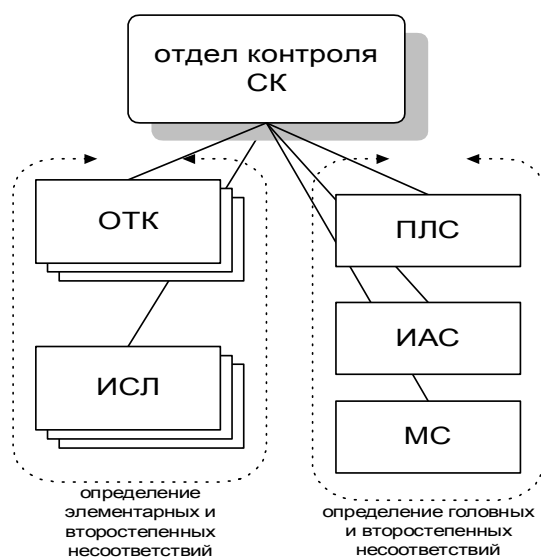 отдел контроля
СК
ОТК
ИСЛ
ПЛС
ИАС
МС
определение
элементарных и
второстепенных
несоответствий
определение головных
и второстепенных
несоответствий